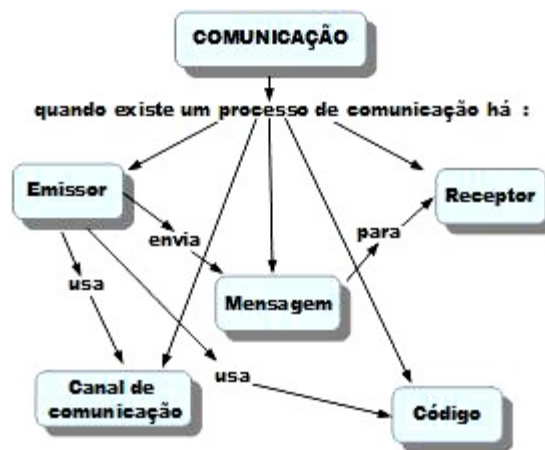 COMUNICAÇÃO
quando existe um processo de comunicação há :
Emissor
Receptor
envia
para
usa
Mensagem
usa
Canal de
comunicação
Código